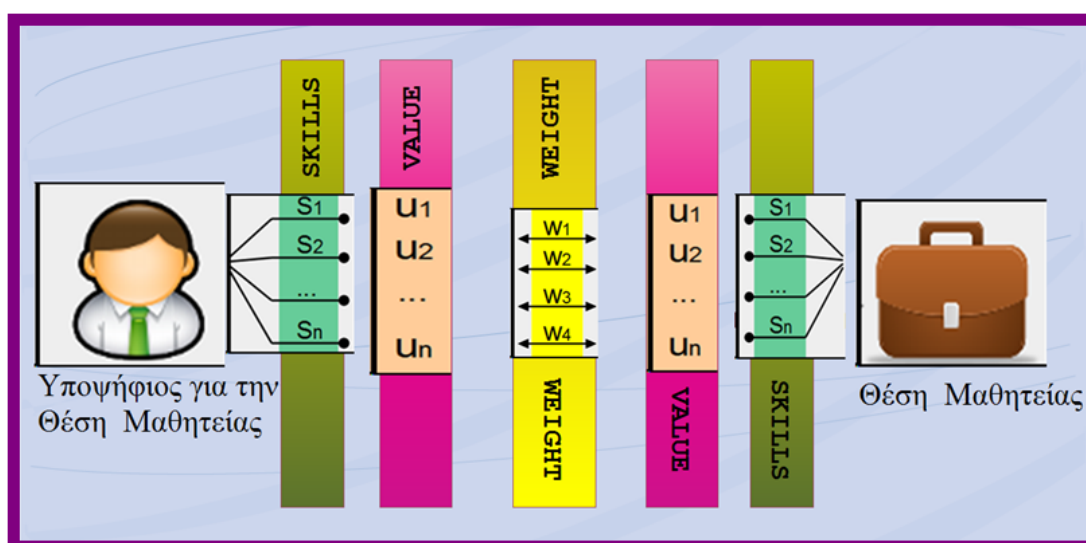 SKILLS
VALUE
WEIGHT
S1
S2
...
Sn
u1
u2
...
un
W1
W2
W3
W4
u1
u2
...
un
S1
S2
...
Sn
Υποψήφιος για την
Θέση Μαθητείας
WEIGHT
VALUE
SKILLS
Θέση Μαθητείας